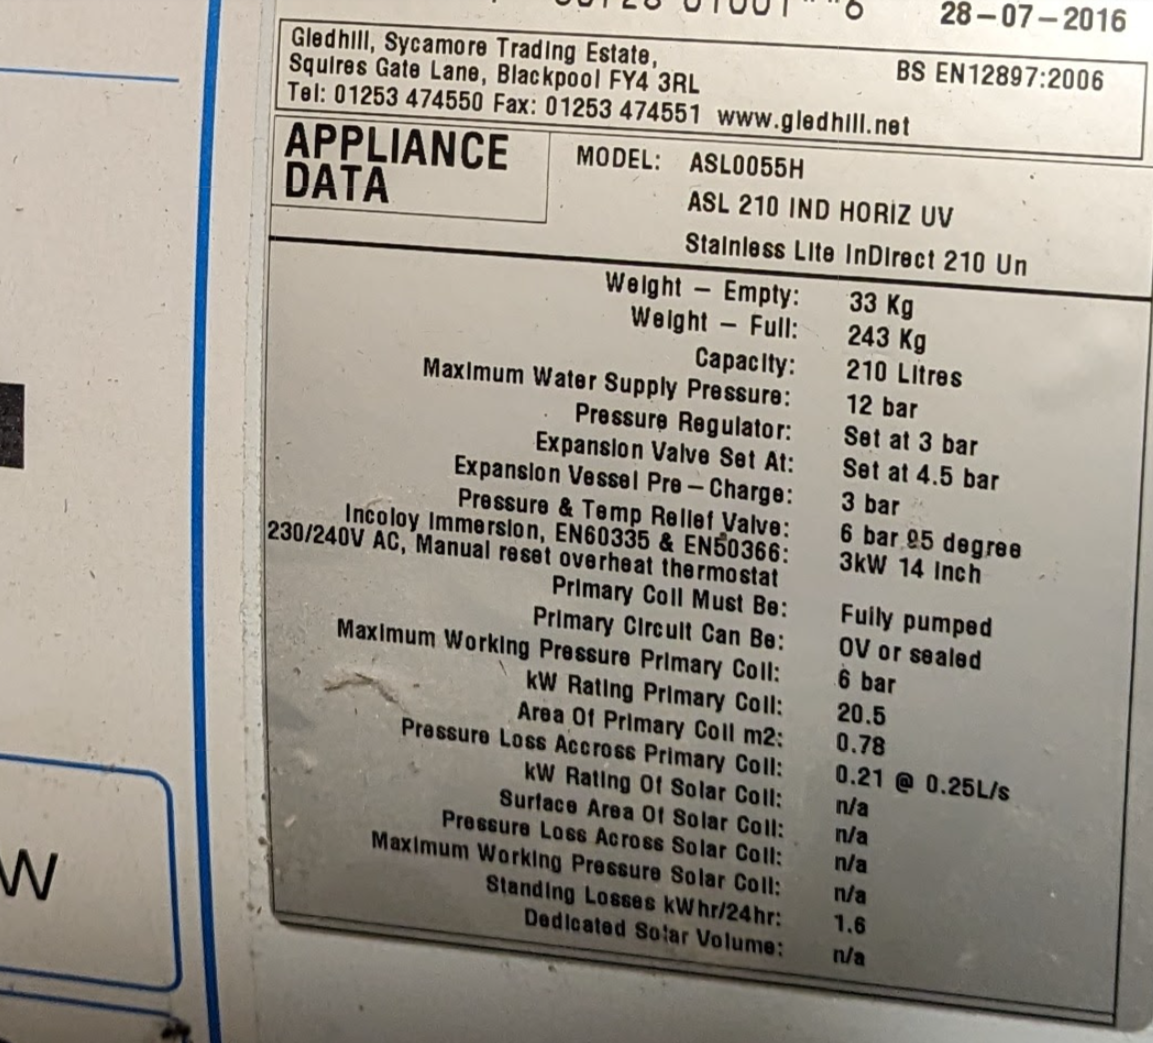 28-07-2016
Gledhill, Sycamore Trading Estate,
Squires Gate Lane, Blackpool FY4 3RL
Tel: 01253 474550 Fax: 01253 474551 www.gledhill.net
BS EN12897:2006
APPLIANCE
DATA
MODEL: ASL0055H
ASL 210 IND HORIZ UV
Stainless Lite InDirect 210 Un
Weight - Empty: 33 Kg
Weight - Full: 243 Kg
Capacity: 210 Litres
Maximum Water Supply Pressure: 12 bar
Pressure Regulator: Set at 3 bar
Expansion Valve Set At: Set at 4.5 bar
Expansion Vessel Pre-Charge: 3 bar
Pressure & Temp Relief Valve: 6 bar 95 degree
Incoloy Immersion, EN60335 & EN50366: 3kW 14 inch
230/240V AC, Manual reset overheat thermostat
Primary Coil Must Be: Fully pumped
Primary Circuit Can Be: OV or sealed
Maximum Working Pressure Primary Coil: 6 bar
kW Rating Primary Coil: 20.5
Area Of Primary Coil m2: 0.78
Pressure Loss Accross Primary Coil: 0.21 @ 0.25L/s
kW Rating Of Solar Coil: n/a
Surface Area Of Solar Coil: n/a
Pressure Loss Across Solar Coil: n/a
Maximum Working Pressure Solar Coil: n/a
Standing Losses kWhr/24hr: 1.6
Dedicated Solar Volume: n/a
W